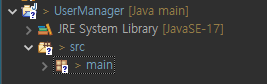 > UserManager [Java main]
JRE System Library [JavaSE-17]
> src
> main